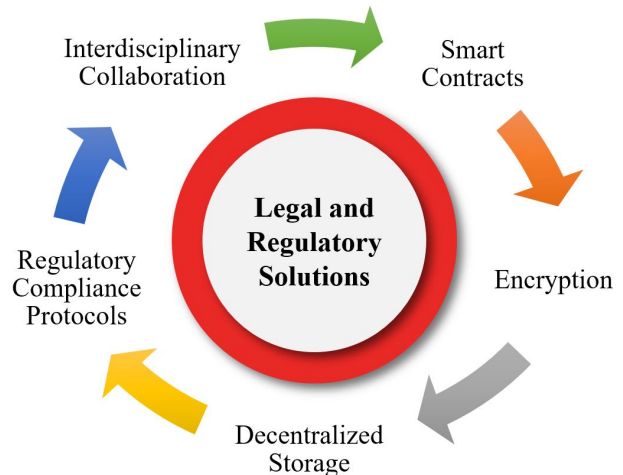 Interdisciplinary
Collaboration
Smart
Contracts
Legal and
Regulatory
Solutions
Encryption
Regulatory
Compliance
Protocols
Decentralized
Storage